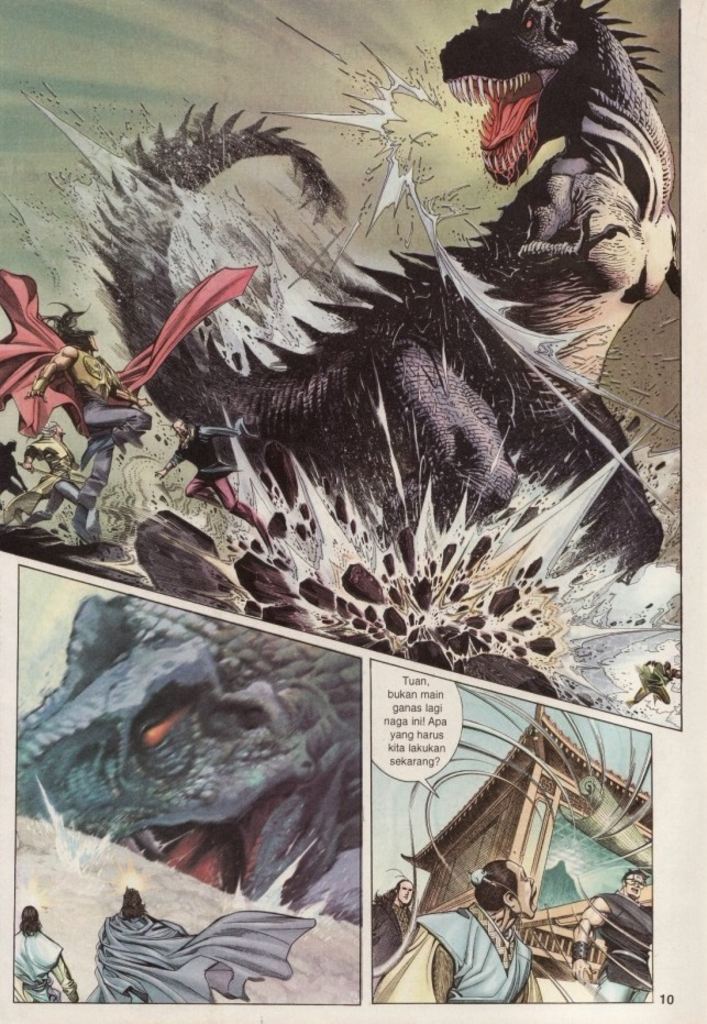 Tuan,
bukan main
ganas lagi
naga ini! Apa
yang harus
kita lakukan
sekarang?
10